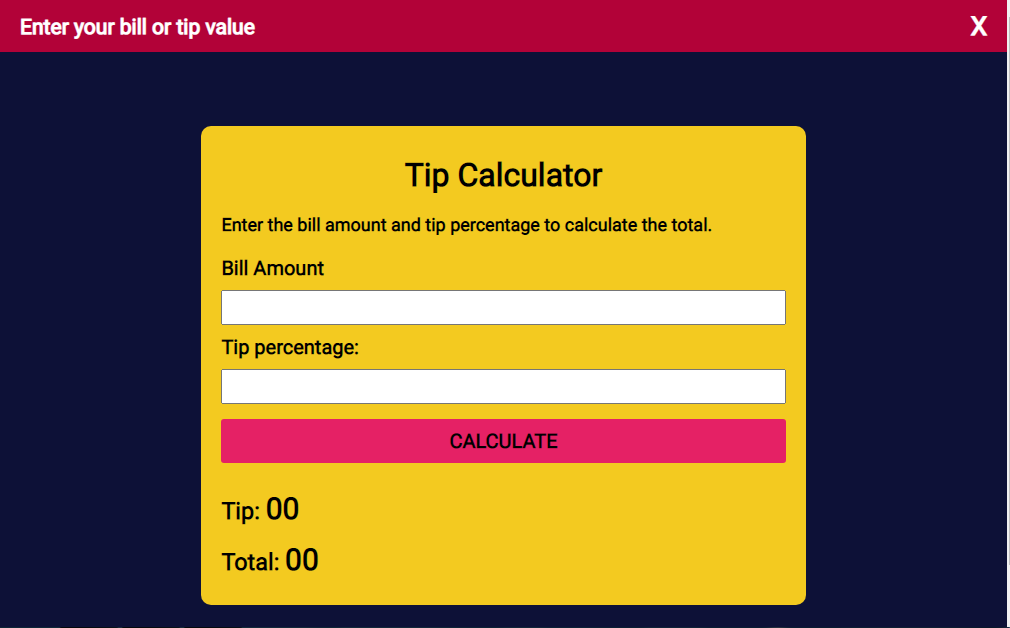 Enter your bill or tip value X
Tip Calculator
Enter the bill amount and tip percentage to calculate the total.
Bill Amount
Tip percentage:
CALCULATE
Tip: 00
Total: 00